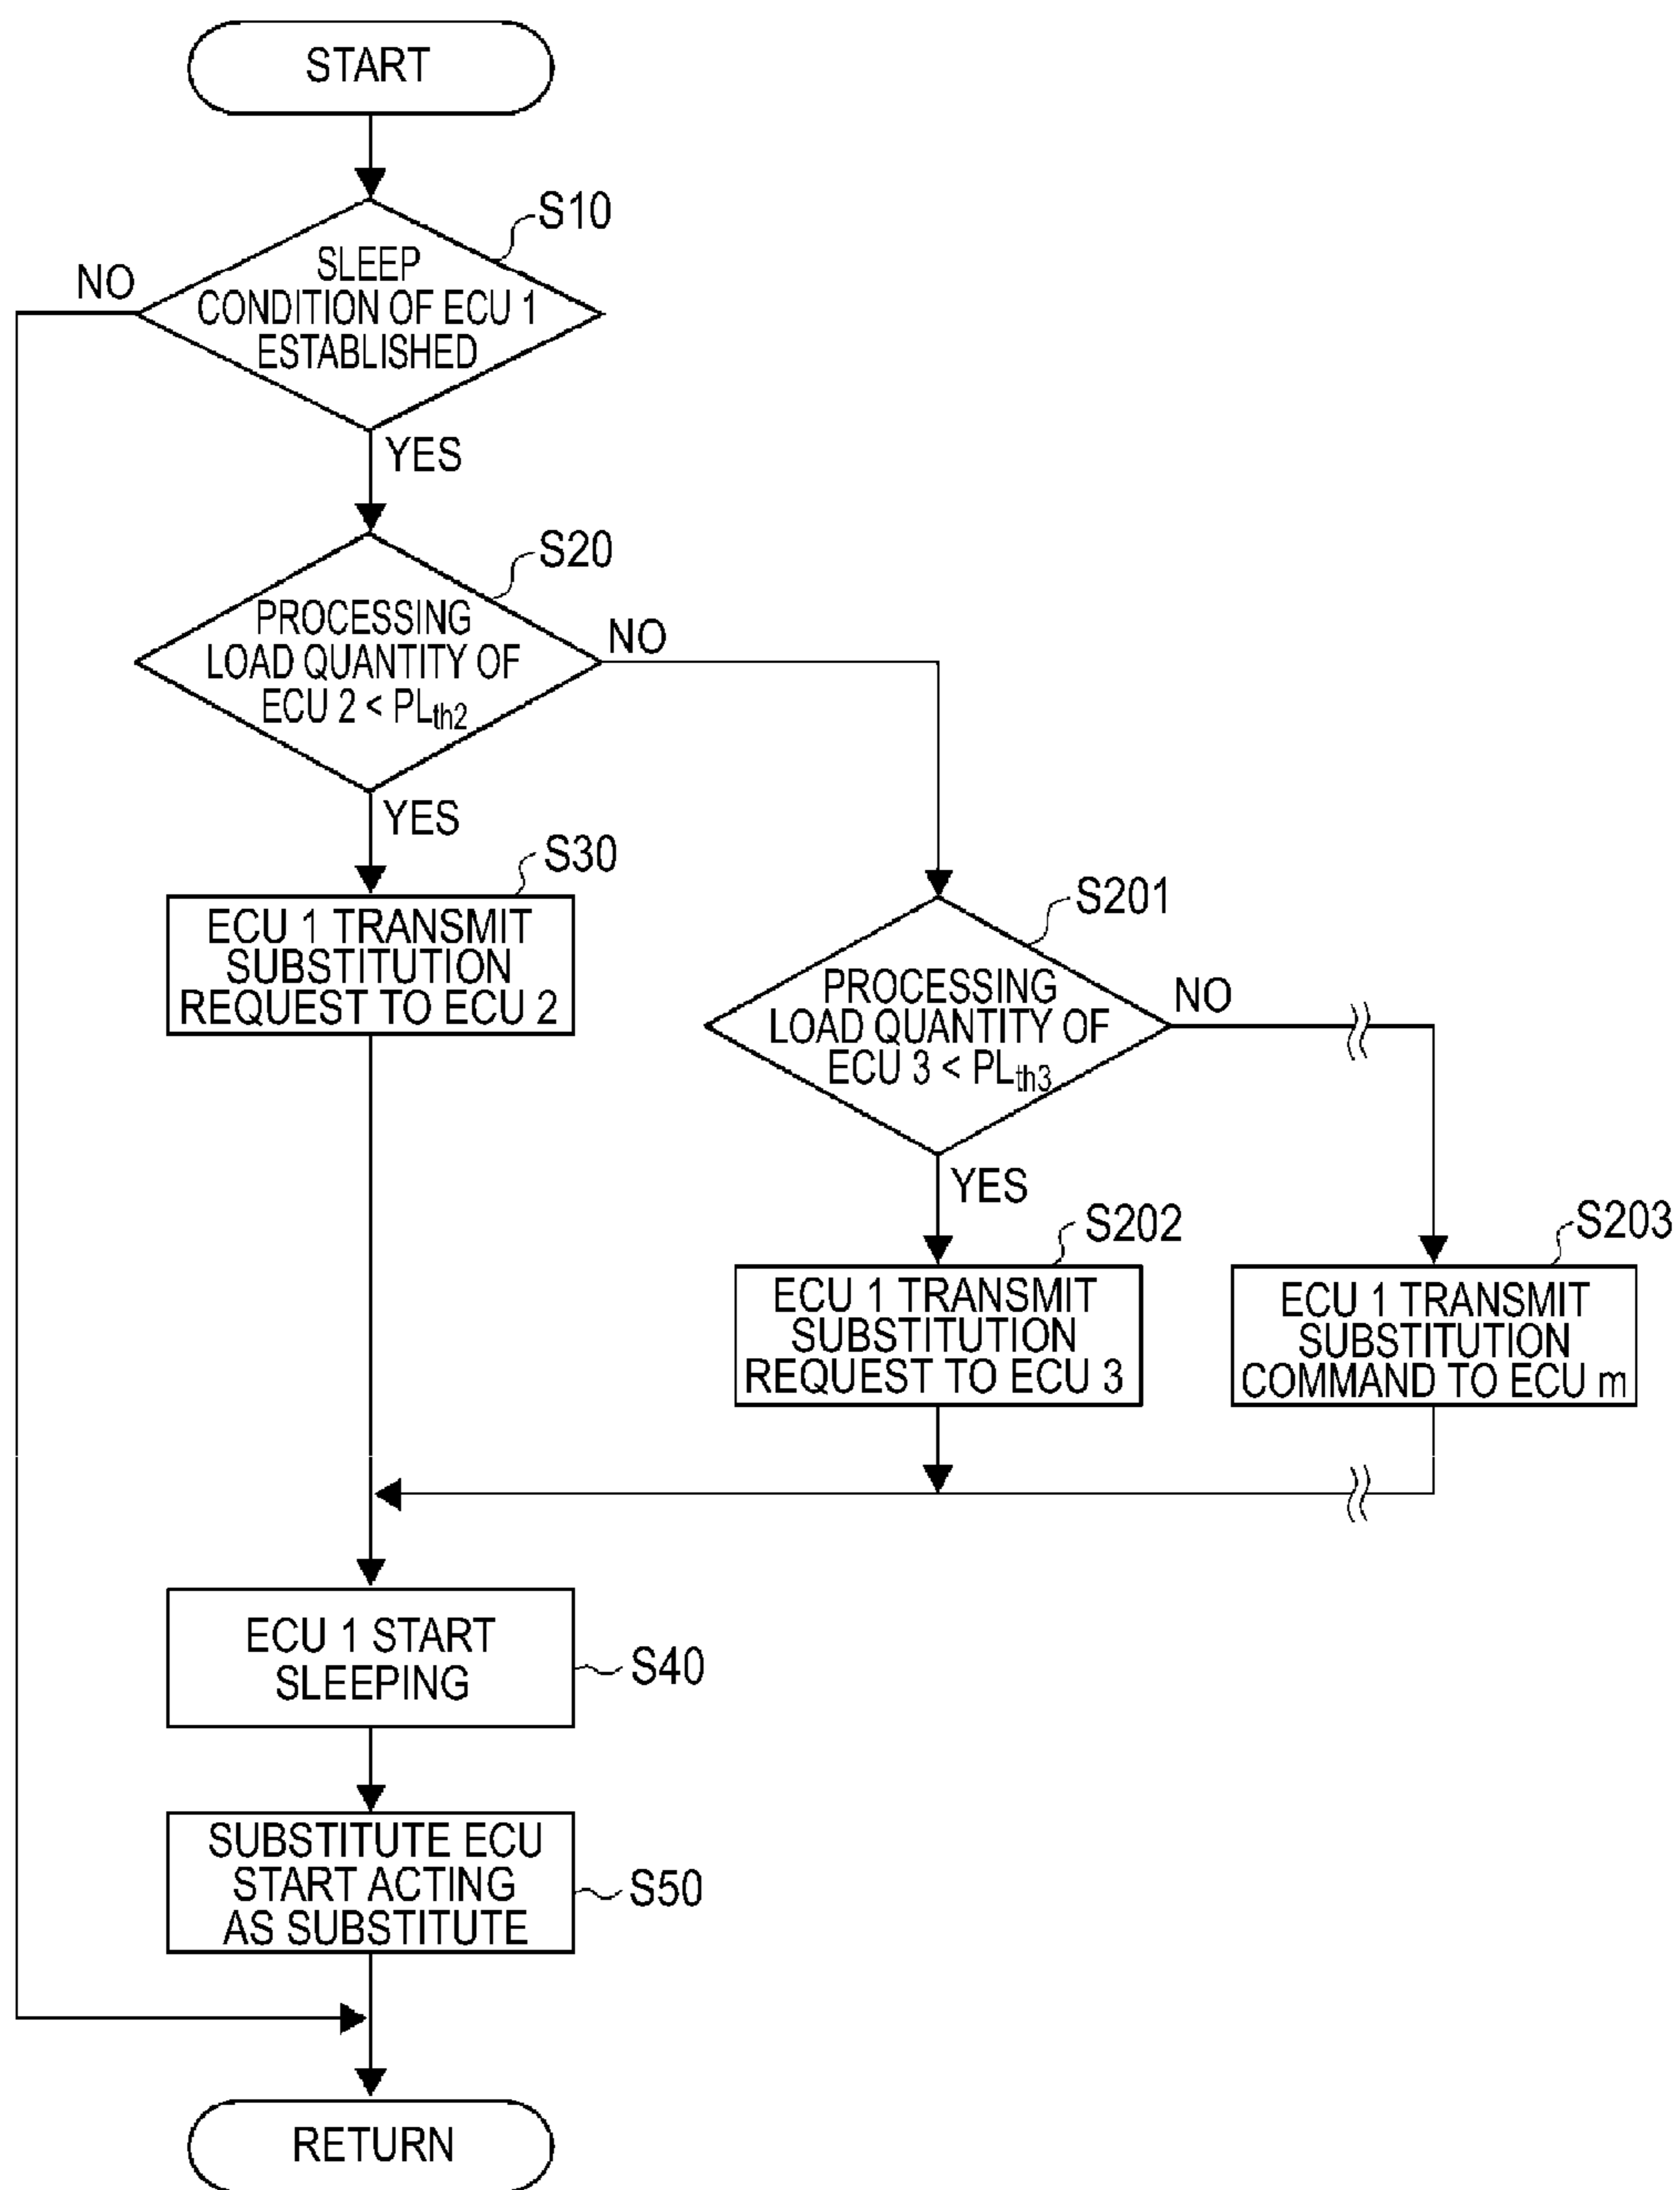 START
S10
SLEEP
CONDITION OF ECU 1
ESTABLISHED
NO
YES
S20
PROCESSING
LOAD QUANTITY OF
ECU 2 < PLth2
NO
YES
S30
ECU 1 TRANSMIT
SUBSTITUTION
REQUEST TO ECU 2
S201
PROCESSING
LOAD QUANTITY OF
ECU 3 < PLth3
NO
YES
S202
ECU 1 TRANSMIT
SUBSTITUTION
REQUEST TO ECU 3
S203
ECU 1 TRANSMIT
SUBSTITUTION
COMMAND TO ECU m
ECU 1 START
SLEEPING
S40
SUBSTITUTE ECU
START ACTING
AS SUBSTITUTE
S50
RETURN